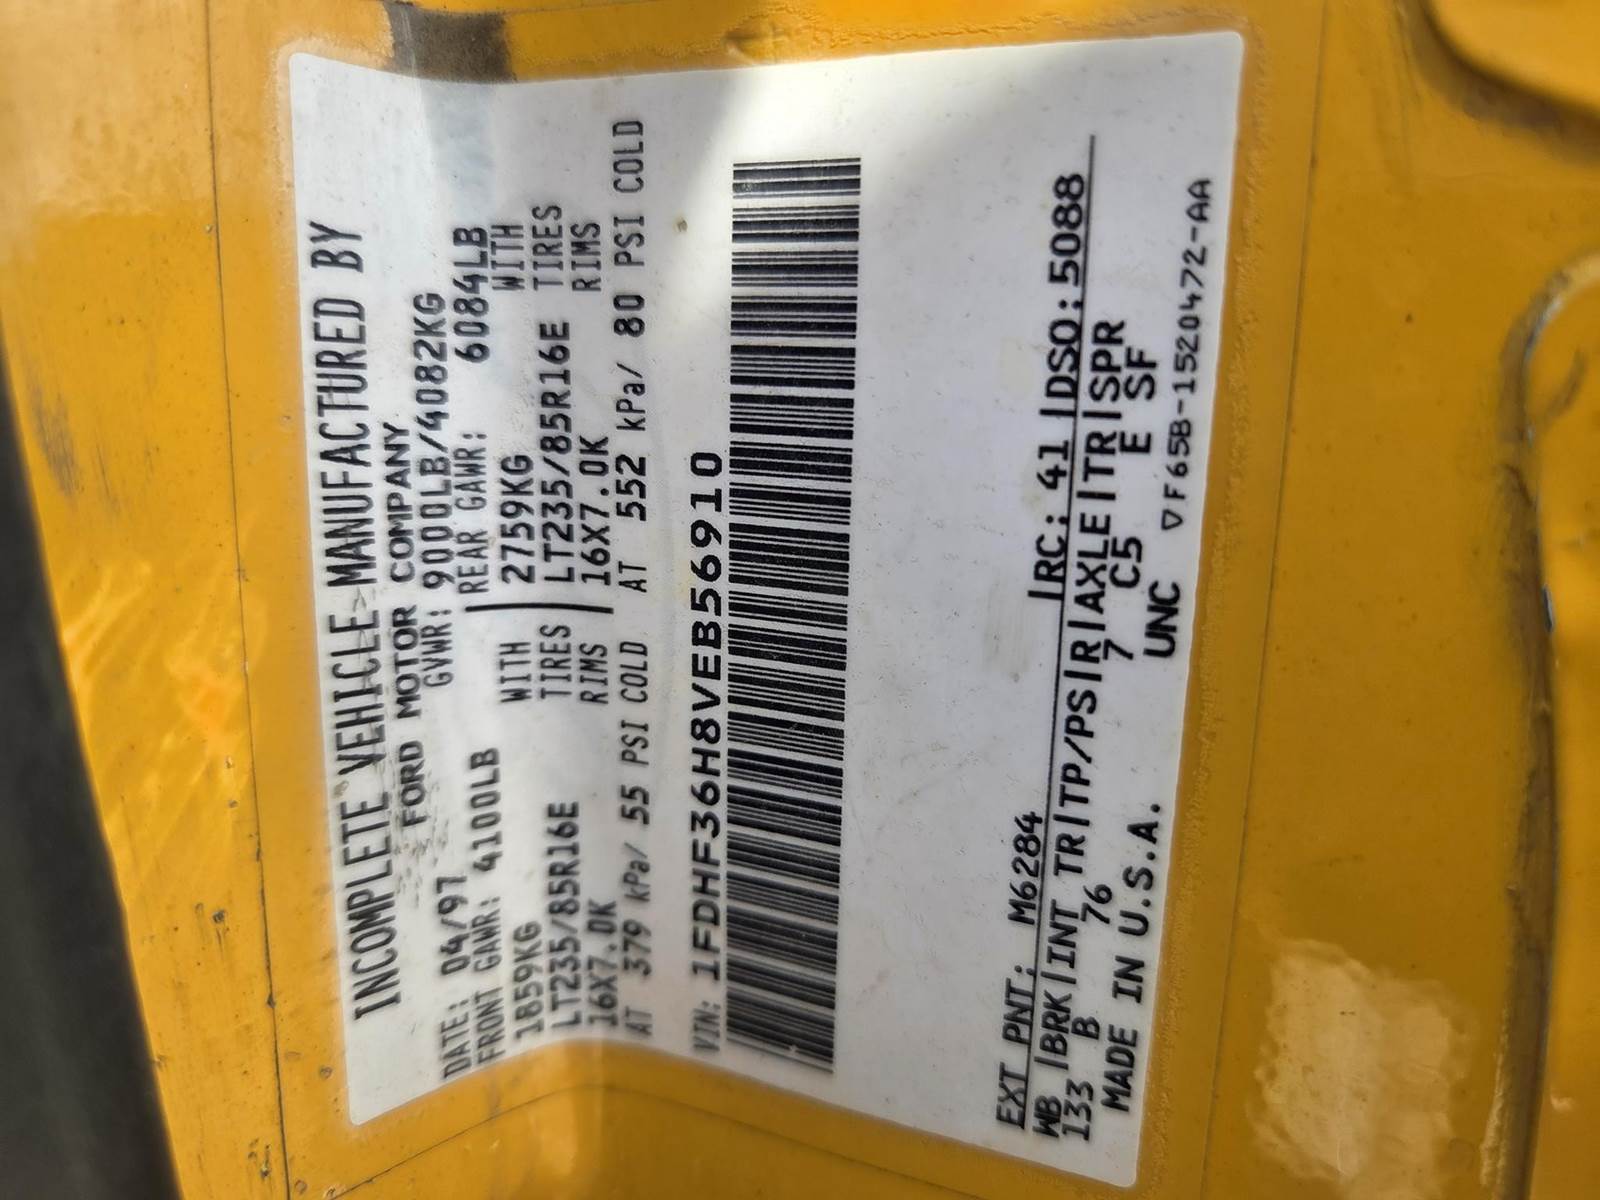 INCOMPLETE VEHICLE-MANUFACTURED BY
FORD MOTOR COMPANY
DATE: 04/97 GVWR: 9000LB/4082KG
FRONT GAWR: 4100LB REAR GAWR: 6084LB
1859KG WITH 2759KG WITH
LT235/85R16E TIRES LT235/85R16E TIRES
16X7.0K RIMS 16X7.0K RIMS
AT 379 kPa/ 55 PSI COLD AT 552 kPa/ 80 PSI COLD
VIN: 1FDHF36H8VEB56910
EXT PNT: M6284 RC: 41 DSO: 5088
WB BRK INT TR TP/PS R AXLE TR SPR
133 B 76 7 C5 E SF
MADE IN U.S.A. UNC
F65B-1520472-AA